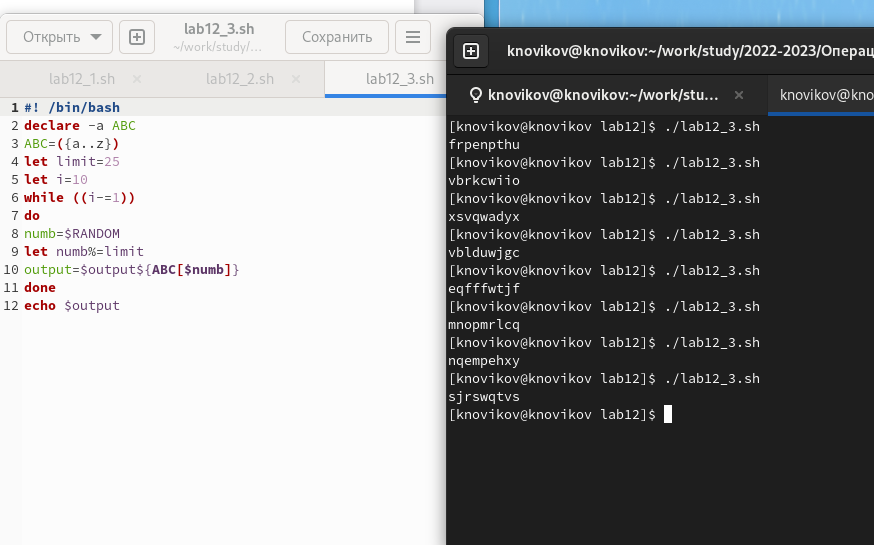 Открыть
lab12_3.sh
~/work/study/...
Сохранить
lab12_1.sh ×
lab12_2.sh ×
lab12_3.sh
1 #! /bin/bash
2 declare -a ABC
3 ABC=({a..z})
4 let limit=25
5 let i=10
6 while ((i-=1))
7 do
8 numb=$RANDOM
9 let numb%=limit
10 output=$output${ABC[$numb]}
11 done
12 echo $output
knovikov@knovikov:~/work/study/2022-2023/Операц
knovikov@knovikov:~/work/stu... ×
knovikov@kno
[knovikov@knovikov lab12]$ ./lab12_3.sh
frpenpthu
[knovikov@knovikov lab12]$ ./lab12_3.sh
vbrkcwiio
[knovikov@knovikov lab12]$ ./lab12_3.sh
xsvqwadyx
[knovikov@knovikov lab12]$ ./lab12_3.sh
vblduwjgc
[knovikov@knovikov lab12]$ ./lab12_3.sh
eqfffwtjf
[knovikov@knovikov lab12]$ ./lab12_3.sh
mnopmrlcq
[knovikov@knovikov lab12]$ ./lab12_3.sh
nqempehxy
[knovikov@knovikov lab12]$ ./lab12_3.sh
sjrswqtvs
[knovikov@knovikov lab12]$